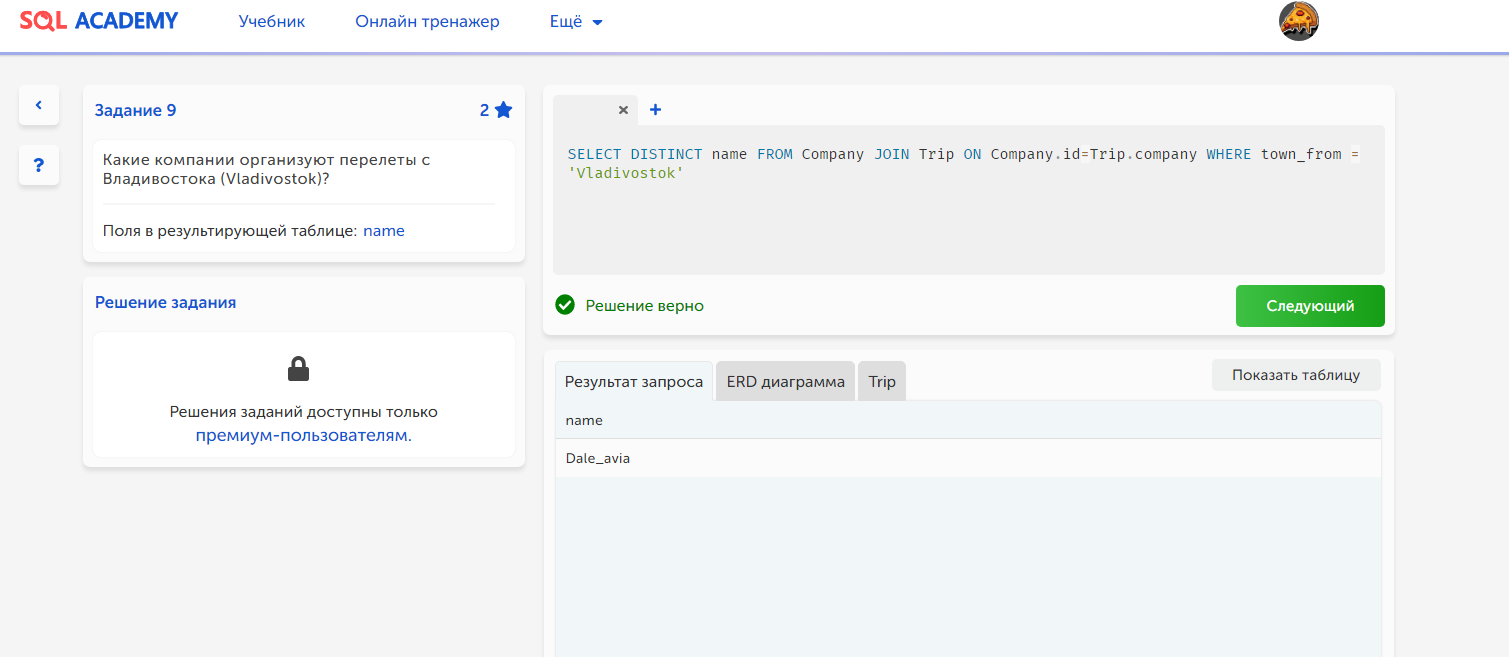 SQL ACADEMY
Учебник
Онлайн тренажер
Ещё
Задание 9
2
Какие компании организуют перелеты с
Владивостока (Vladivostok)?
Поля в результирующей таблице: name
Решение задания
Решения заданий доступны только
премиум-пользователям.
?
SELECT DISTINCT name FROM Company JOIN Trip ON Company.id=Trip.company WHERE town_from =
'Vladivostok'
Решение верно
Следующий
Результат запроса
ERD диаграмма
Trip
Показать таблицу
name
Dale_avia